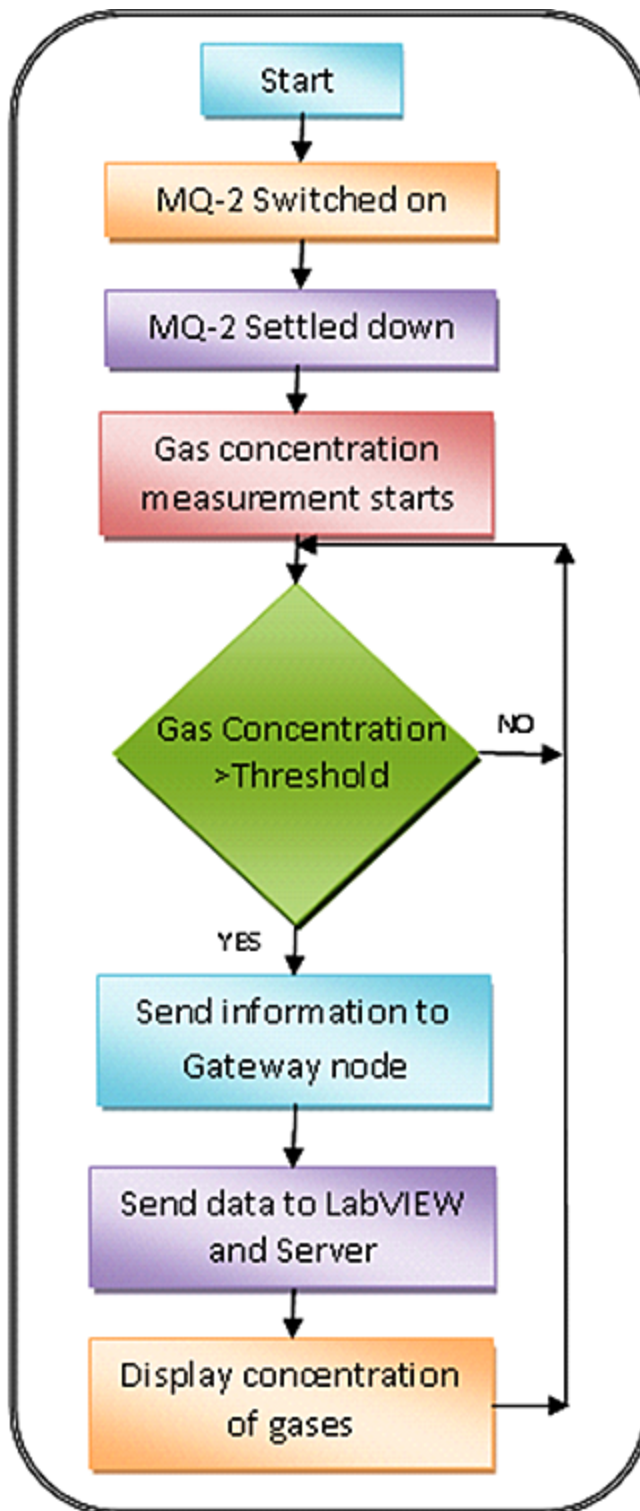 Start
MQ-2 Switched on
MQ-2 Settled down
Gas concentration
measurement starts
Gas Concentration
>Threshold
NO
YES
Send information to
Gateway node
Send data to LabVIEW
and Server
Display concentration
of gases